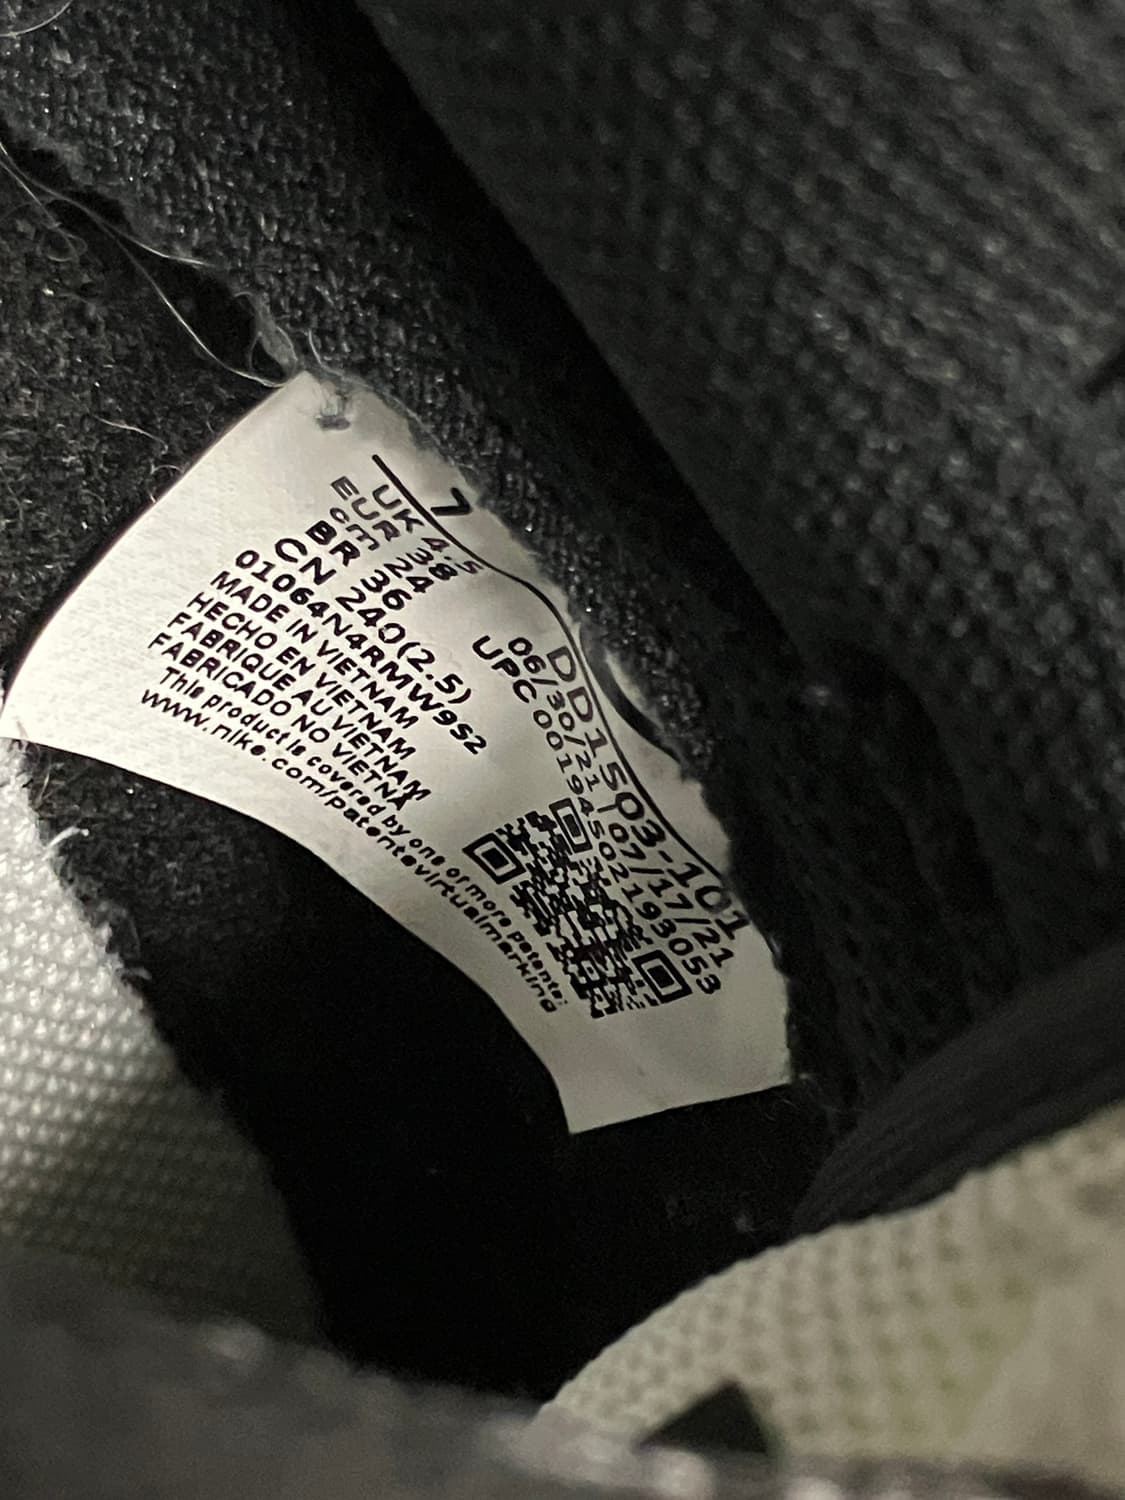 7
UK 4.5
EUR 38
cm 24
BR 36
CN 240(2.5)
01064N4RMW9S2
MADE IN VIETNAM
HECHO EN VIETNAM
FABRIQUE AU VIETNAM
FABRICADO NO VIETNÃ
This product is covered by one or more patents:
www.nike.com/patentsvirtualmarking
DD1503-101
06/30/21 | 07/17/21
UPC 00194502193053